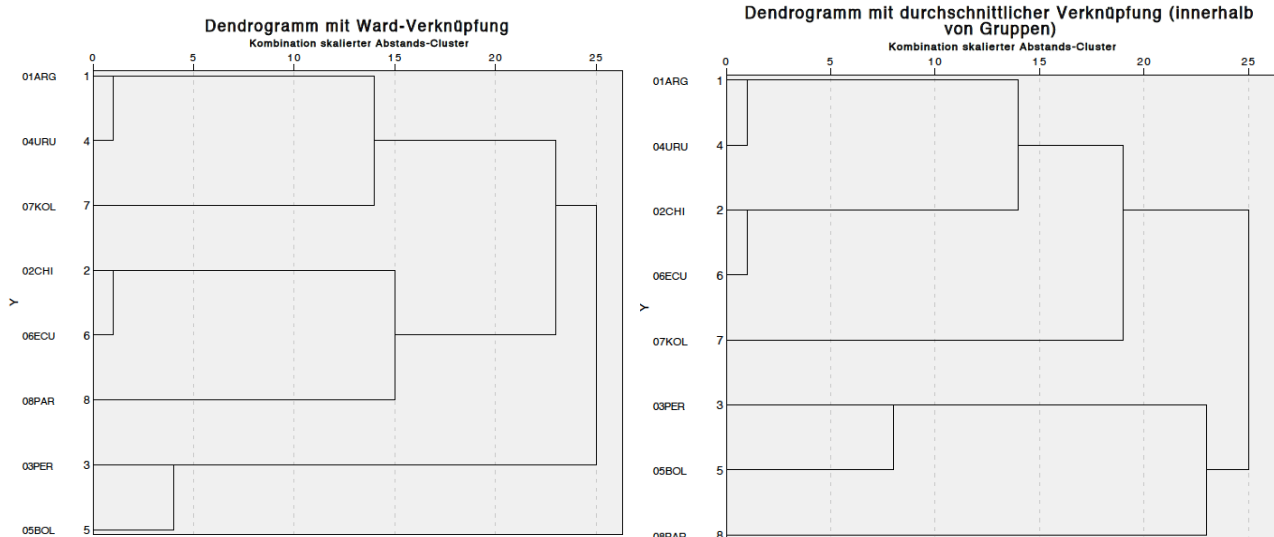 Dendrogramm mit Ward-Verknüpfung
Kombination skalierter Abstands-Cluster
0 5 10 15 20 25
01ARG 1
04URU 4
07KOL 7
02CHI 2
Y
06ECU 6
08PAR 8
03PER 3
05BOL 5
Dendrogramm mit durchschnittlicher Verknüpfung (innerhalb
von Gruppen)
Kombination skalierter Abstands-Cluster
0 5 10 15 20 25
01ARG 1
04URU 4
02CHI 2
06ECU 6
Y
07KOL 7
03PER 3
05BOL 5
08PAR 8